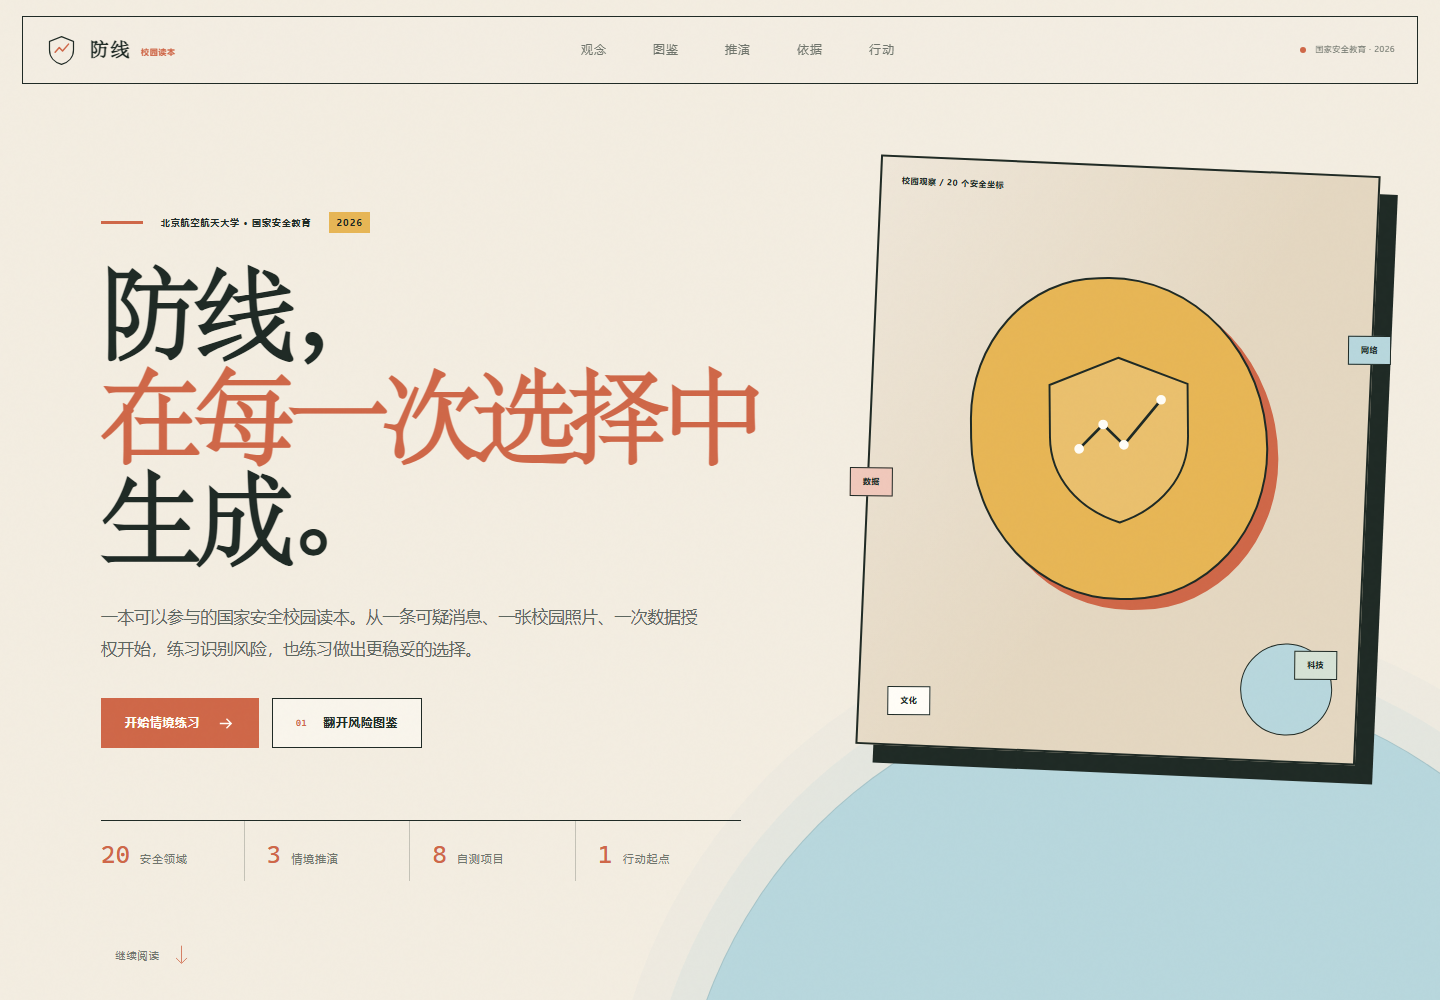 防线 校园读本
观念 图鉴 推演 依据 行动
国家安全教育 · 2026
北京航空航天大学 • 国家安全教育 2026
防线，
在每一次选择中
生成。
一本可以参与的国家安全校园读本。从一条可疑消息、一张校园照片、一次数据授
权开始，练习识别风险，也练习做出更稳妥的选择。
开始情境练习 →
01 翻开风险图鉴
20 安全领域
3 情境推演
8 自测项目
1 行动起点
继续阅读 ↓
校园观察 / 20 个安全坐标
网络
数据
科技
文化